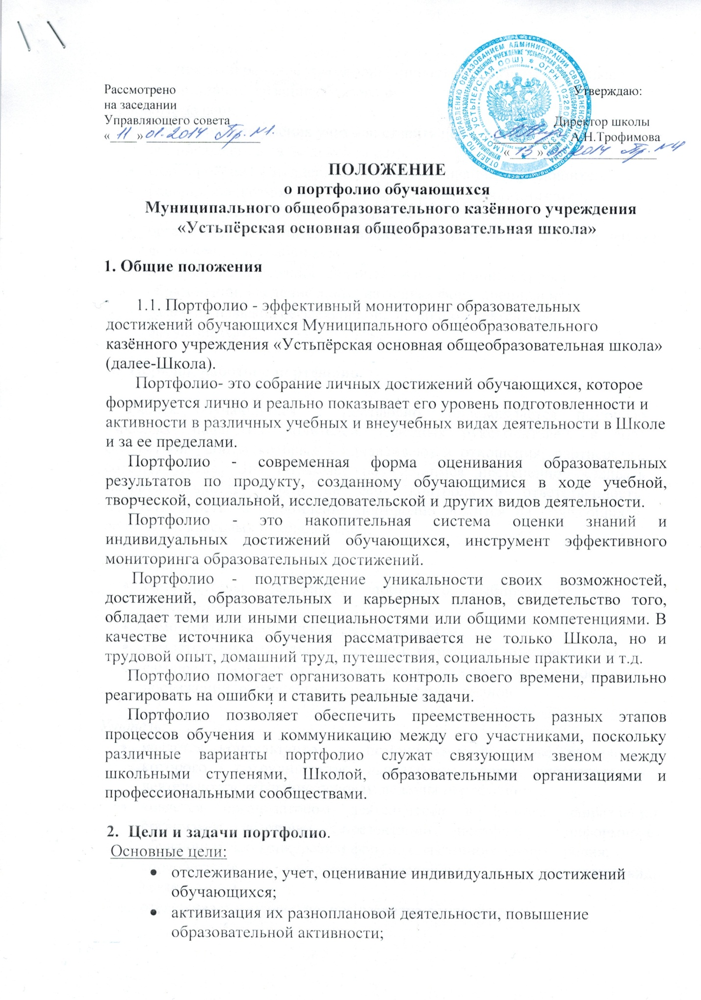 Рассмотрено
на заседании
Управляющего совета
« 11 » 01. 2014 Пр. №1.
Утверждаю:
Директор школы
А.Н.Трофимова
« 13 » 2014 Пр. №4
ОТДЕЛ ПО УПРАВЛЕНИЮ ОБРАЗОВАНИЕМ АДМИНИСТРАЦИИ СВОБОДНЕНСКОГО РАЙОНА
МУНИЦИПАЛЬНОЕ ОБЩЕОБРАЗОВАТЕЛЬНОЕ КАЗЕННОЕ УЧРЕЖДЕНИЕ "УСТЬПЕРСКАЯ ОСНОВНАЯ ОБЩЕОБРАЗОВАТЕЛЬНАЯ ШКОЛА"
(МОКУ УСТЬПЕРСКАЯ ООШ) * ОГРН
ПОЛОЖЕНИЕ
о портфолио обучающихся
Муниципального общеобразовательного казённого учреждения
«Устьпёрская основная общеобразовательная школа»
1. Общие положения
1.1. Портфолио - эффективный мониторинг образовательных
достижений обучающихся Муниципального общеобразовательного
казённого учреждения «Устьпёрская основная общеобразовательная школа»
(далее-Школа).
Портфолио- это собрание личных достижений обучающихся, которое
формируется лично и реально показывает его уровень подготовленности и
активности в различных учебных и внеучебных видах деятельности в Школе
и за ее пределами.
Портфолио - современная форма оценивания образовательных
результатов по продукту, созданному обучающимися в ходе учебной,
творческой, социальной, исследовательской и других видов деятельности.
Портфолио - это накопительная система оценки знаний и
индивидуальных достижений обучающихся, инструмент эффективного
мониторинга образовательных достижений.
Портфолио - подтверждение уникальности своих возможностей,
достижений, образовательных и карьерных планов, свидетельство того,
обладает теми или иными специальностями или общими компетенциями. В
качестве источника обучения рассматривается не только Школа, но и
трудовой опыт, домашний труд, путешествия, социальные практики и т.д.
Портфолио помогает организовать контроль своего времени, правильно
реагировать на ошибки и ставить реальные задачи.
Портфолио позволяет обеспечить преемственность разных этапов
процессов обучения и коммуникацию между его участниками, поскольку
различные варианты портфолио служат связующим звеном между
школьными ступенями, Школой, образовательными организациями и
профессиональными сообществами.
2. Цели и задачи портфолио.
Основные цели:
• отслеживание, учет, оценивание индивидуальных достижений
обучающихся;
• активизация их разноплановой деятельности, повышение
образовательной активности;